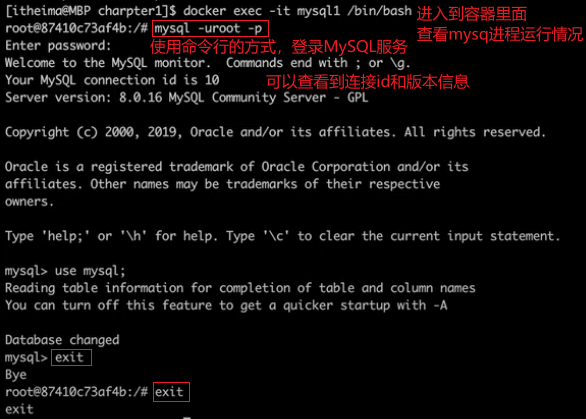 [itheima@MBP charpter1]$ docker exec -it mysql1 /bin/bash 进入到容器里面
root@87410c73af4b:/# mysql -uroot -p 查看mysq进程运行情况
Enter password: 使用命令行的方式，登录MySQL服务
Welcome to the MySQL monitor.  Commands end with ; or \g.
Your MySQL connection id is 10 可以查看到连接id和版本信息
Server version: 8.0.16 MySQL Community Server - GPL
Copyright (c) 2000, 2019, Oracle and/or its affiliates. All rights reserved.
Oracle is a registered trademark of Oracle Corporation and/or its
affiliates. Other names may be trademarks of their respective
owners.
Type 'help;' or '\h' for help. Type '\c' to clear the current input statement.
mysql> use mysql;
Reading table information for completion of table and column names
You can turn off this feature to get a quicker startup with -A
Database changed
mysql> exit
Bye
root@87410c73af4b:/# exit
exit